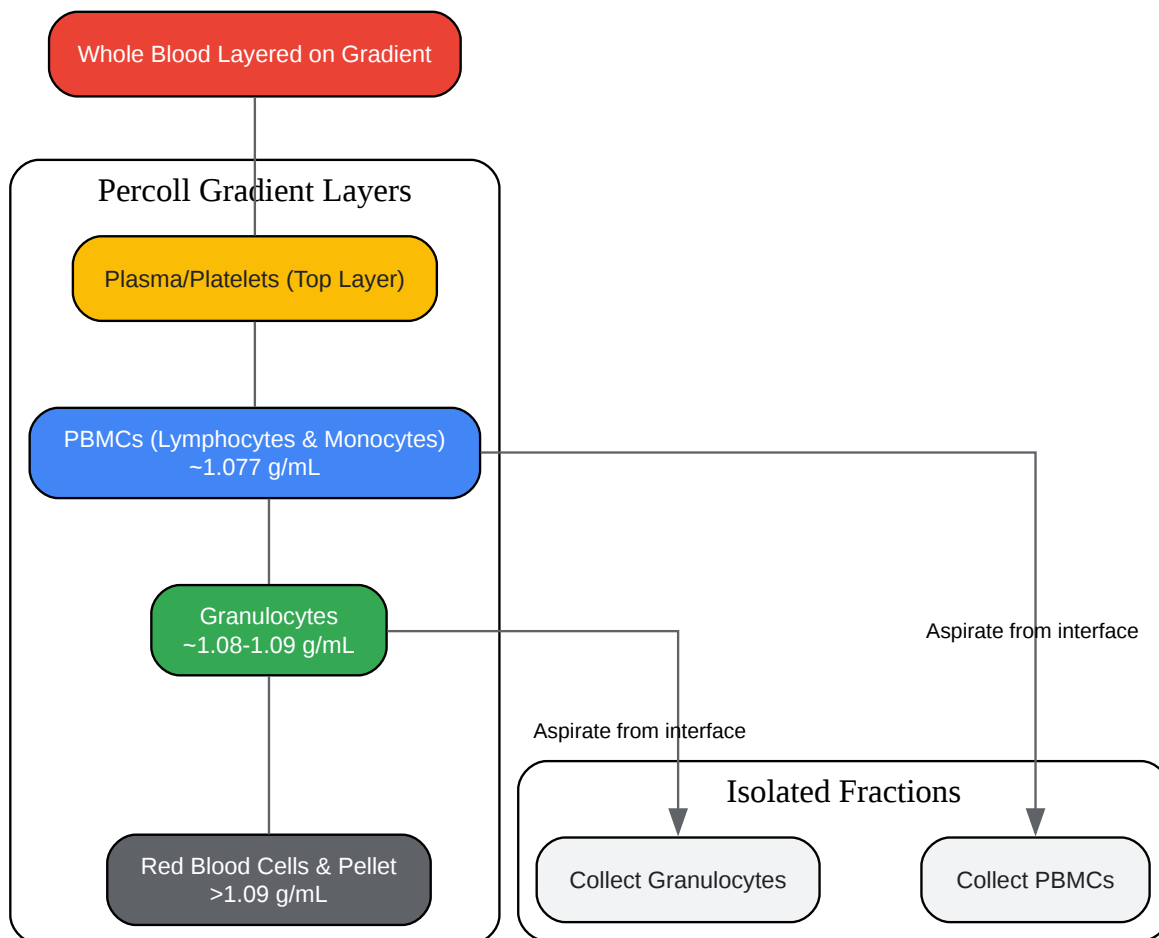 Whole Blood Layered on Gradient
Percoll Gradient Layers
Plasma/Platelets (Top Layer)
PBMCs (Lymphocytes & Monocytes)
~1.077 g/mL
Granulocytes
~1.08-1.09 g/mL
Aspirate from interface
Aspirate from interface
Isolated Fractions
Red Blood Cells & Pellet
>1.09 g/mL
Collect Granulocytes
Collect PBMCs